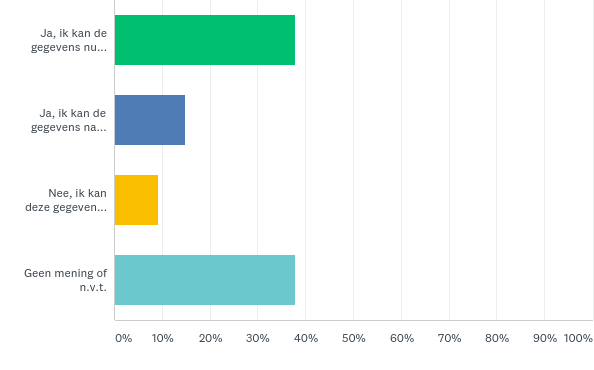 Ja, ik kan de
gegevens nu...
Ja, ik kan de
gegevens na...
Nee, ik kan
deze gegeven...
Geen mening of
n.v.t.
0% 10% 20% 30% 40% 50% 60% 70% 80% 90% 100%